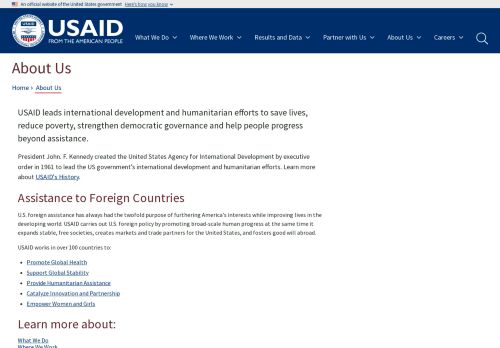 An official website of the United States government Here's how you know
USAID
FROM THE AMERICAN PEOPLE
What We Do Where We Work Results and Data Partner with Us About Us Careers
About Us
Home About Us
USAID leads international development and humanitarian efforts to save lives,
reduce poverty, strengthen democratic governance and help people progress
beyond assistance.
President John. F. Kennedy created the United States Agency for International Development by executive
order in 1961 to lead the US government's international development and humanitarian efforts. Learn more
about USAID's History.
Assistance to Foreign Countries
U.S. foreign assistance has always had the twofold purpose of furthering America's interests while improving lives in the
developing world. USAID carries out U.S. foreign policy by promoting broad-scale human progress at the same time it
expands stable, free societies, creates markets and trade partners for the United States, and fosters good will abroad.
USAID works in over 100 countries to:
Promote Global Health
Support Global Stability
Provide Humanitarian Assistance
Catalyze Innovation and Partnership
Empower Women and Girls
Learn more about:
What We Do
Where We Work